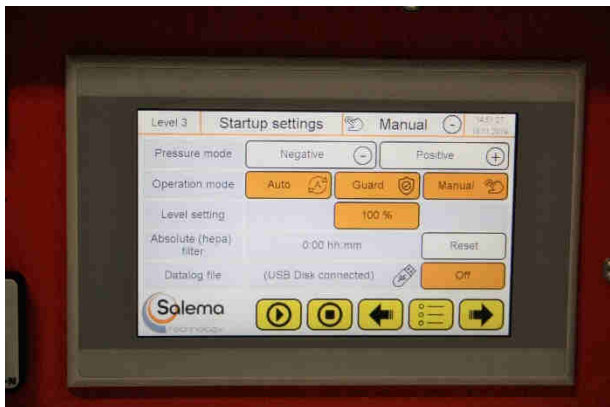 Level 3 Startup settings Manual
Pressure mode Negative Positive
Operation mode Auto Guard Manual
Level setting 100 %
Absolute (hepa) filter 0:00 hh:mm Reset
Datalog file (USB Disk connected) Off
Salema
Technology